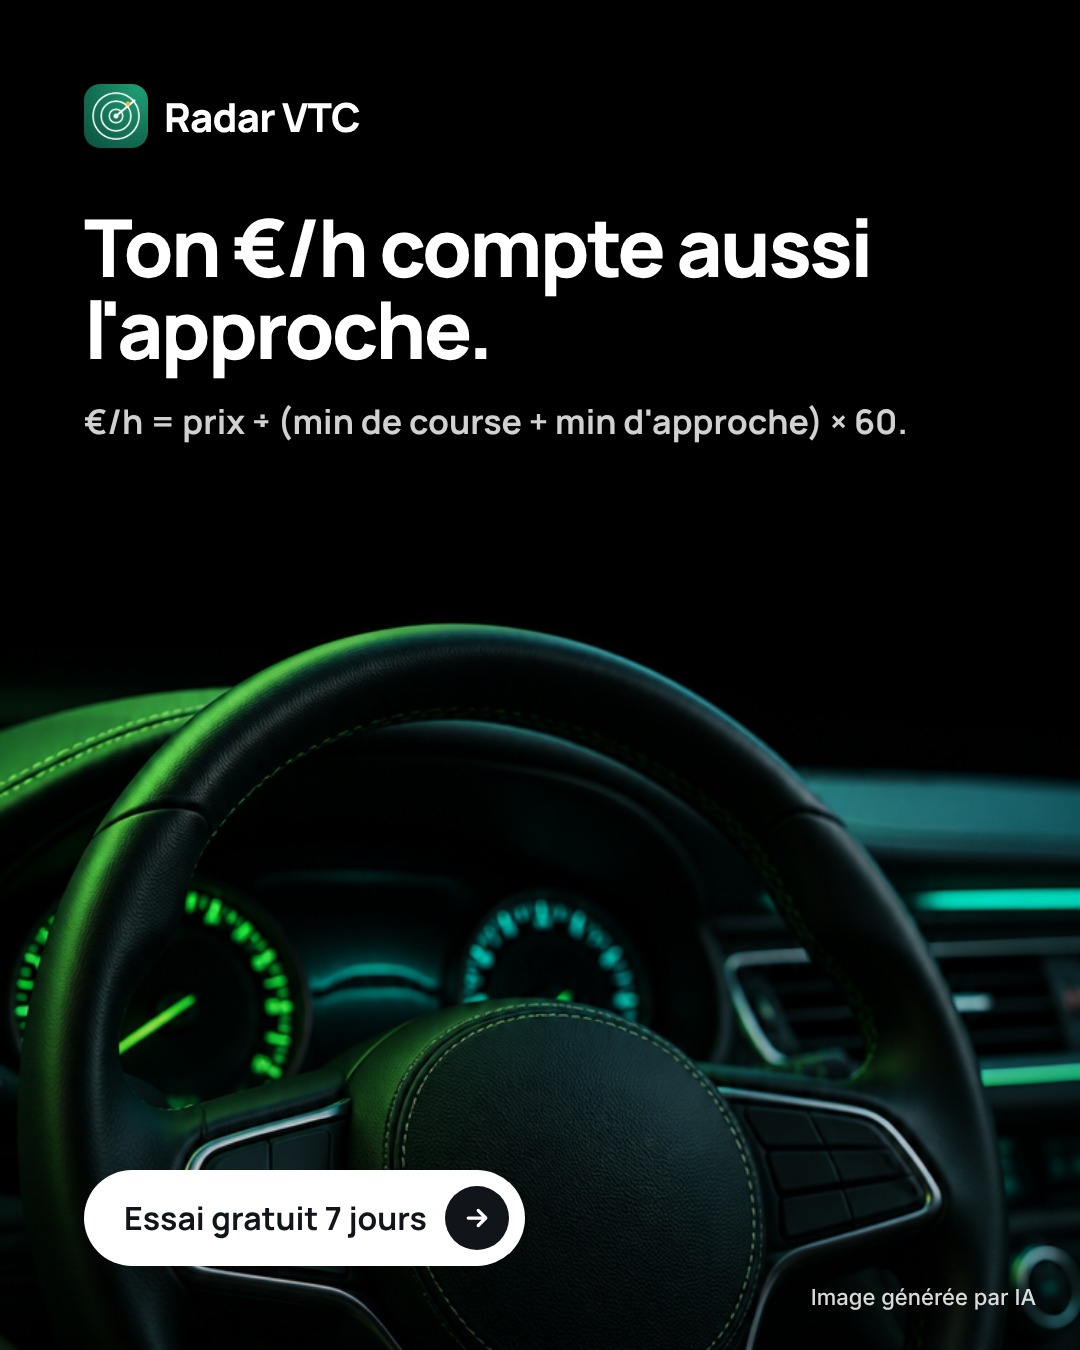 Radar VTC
Ton €/h compte aussi
l'approche.
€/h = prix ÷ (min de course + min d'approche) × 60.
Essai gratuit 7 jours
Image générée par IA